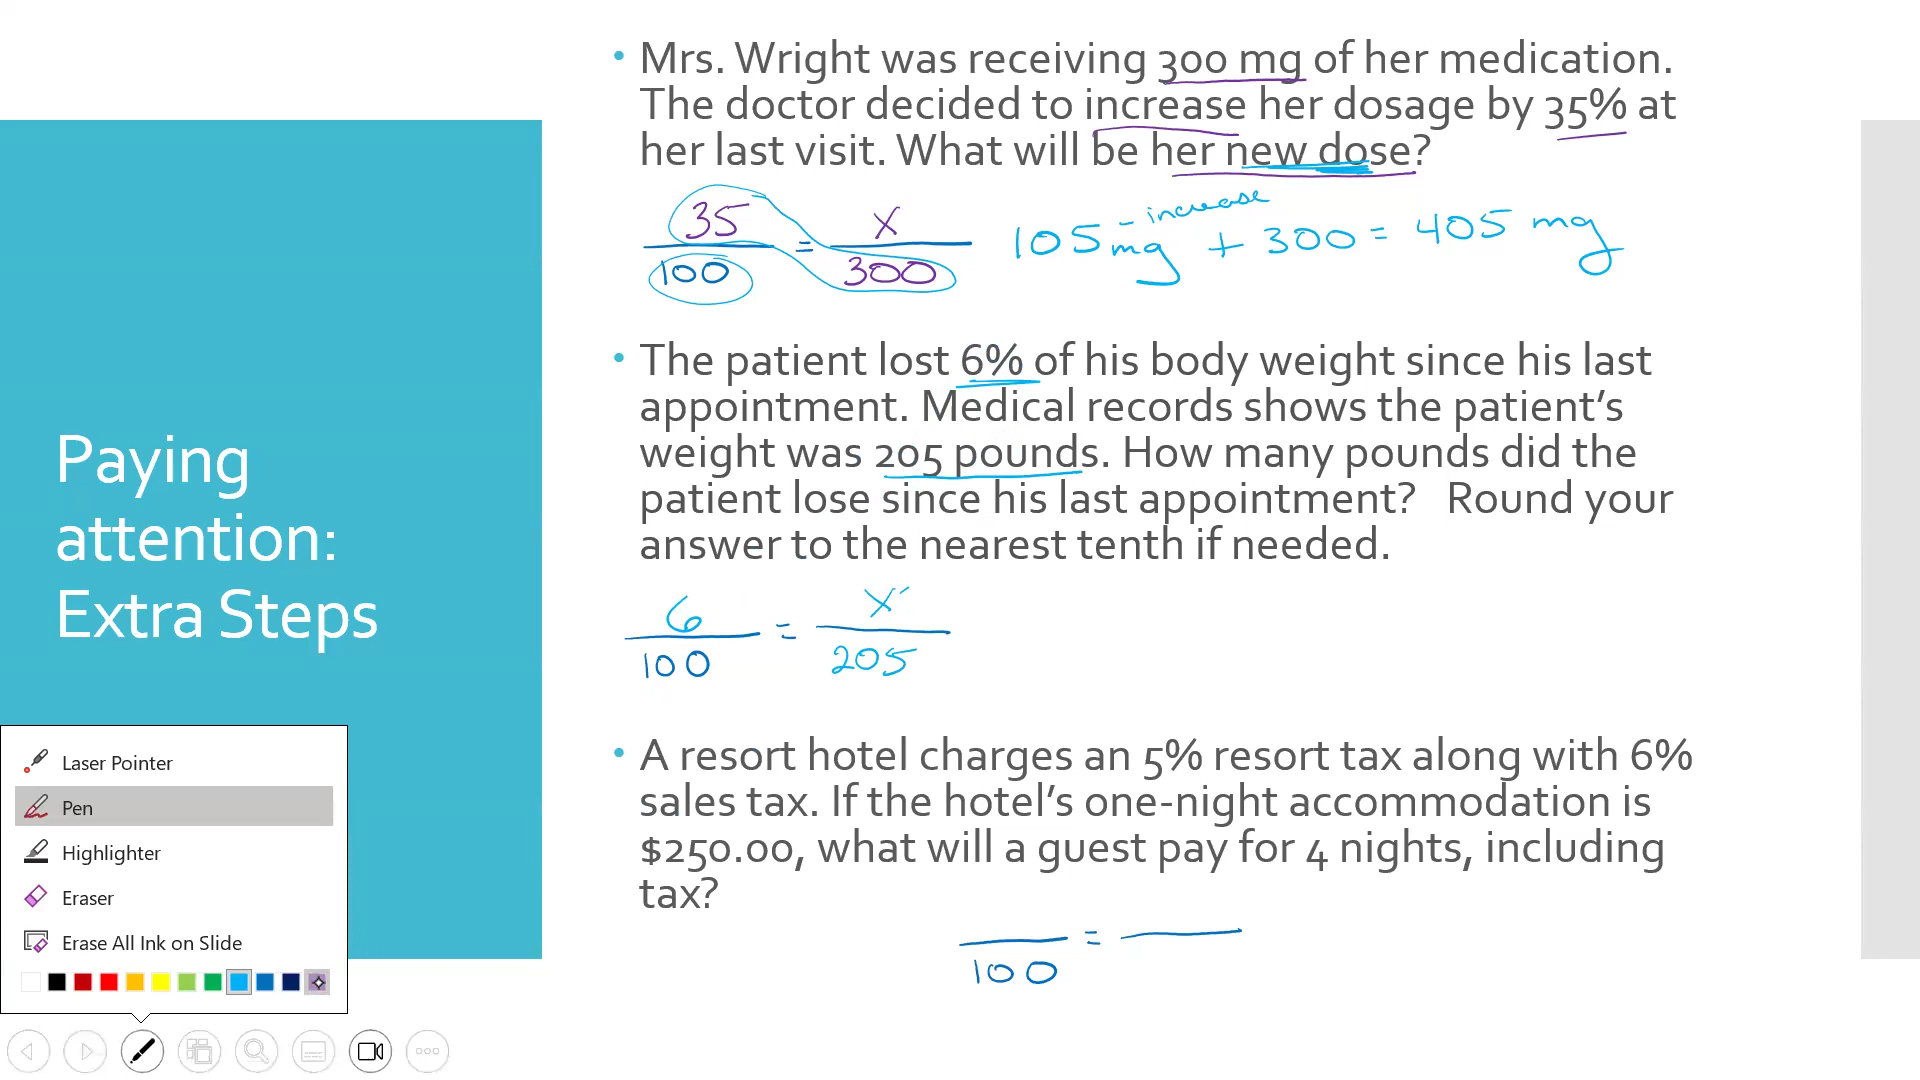 Paying
attention:
Extra Steps
• Mrs. Wright was receiving 300 mg of her medication.
The doctor decided to increase her dosage by 35% at
her last visit. What will be her new dose?
35/100 = X/300 105 mg - increase + 300 = 405 mg
• The patient lost 6% of his body weight since his last
appointment. Medical records shows the patient's
weight was 205 pounds. How many pounds did the
patient lose since his last appointment? Round your
answer to the nearest tenth if needed.
6/100 = X/205
• A resort hotel charges an 5% resort tax along with 6%
sales tax. If the hotel's one-night accommodation is
$250.00, what will a guest pay for 4 nights, including
tax?
=
100
Laser Pointer
Pen
Highlighter
Eraser
Erase All Ink on Slide